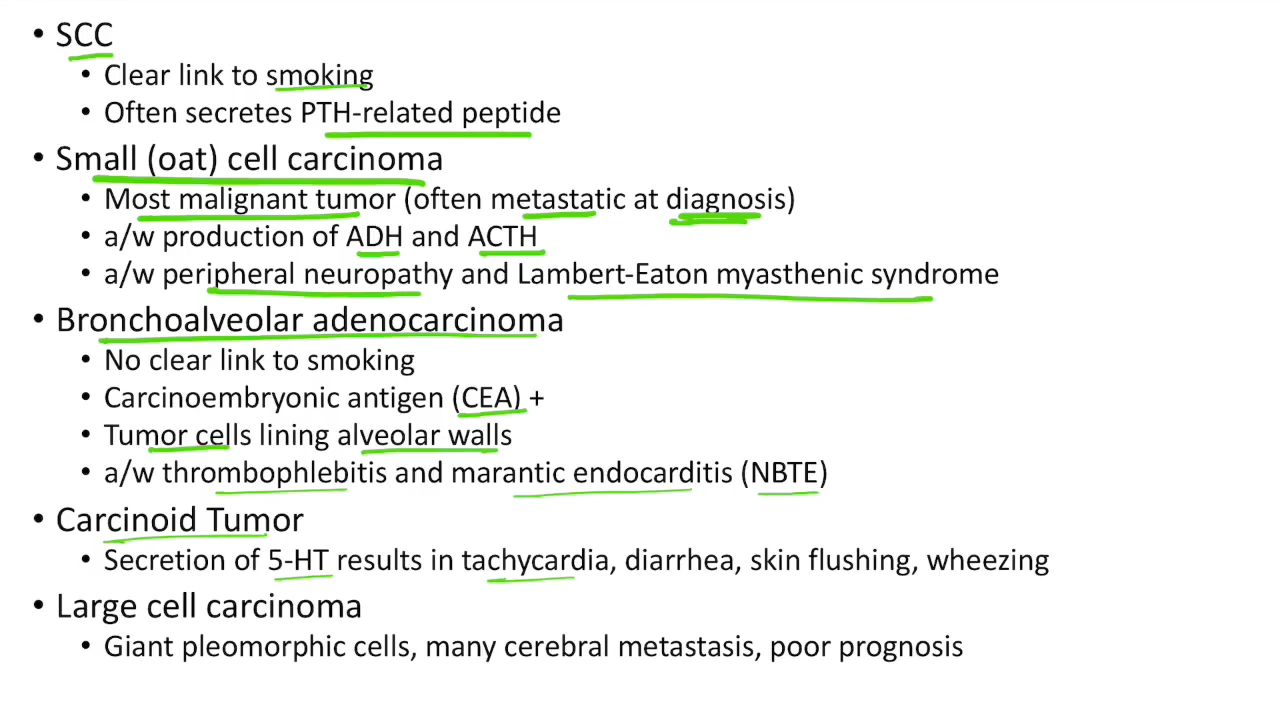 • SCC
• Clear link to smoking
• Often secretes PTH-related peptide
• Small (oat) cell carcinoma
• Most malignant tumor (often metastatic at diagnosis)
• a/w production of ADH and ACTH
• a/w peripheral neuropathy and Lambert-Eaton myasthenic syndrome
• Bronchoalveolar adenocarcinoma
• No clear link to smoking
• Carcinoembryonic antigen (CEA) +
• Tumor cells lining alveolar walls
• a/w thrombophlebitis and marantic endocarditis (NBTE)
• Carcinoid Tumor
• Secretion of 5-HT results in tachycardia, diarrhea, skin flushing, wheezing
• Large cell carcinoma
• Giant pleomorphic cells, many cerebral metastasis, poor prognosis